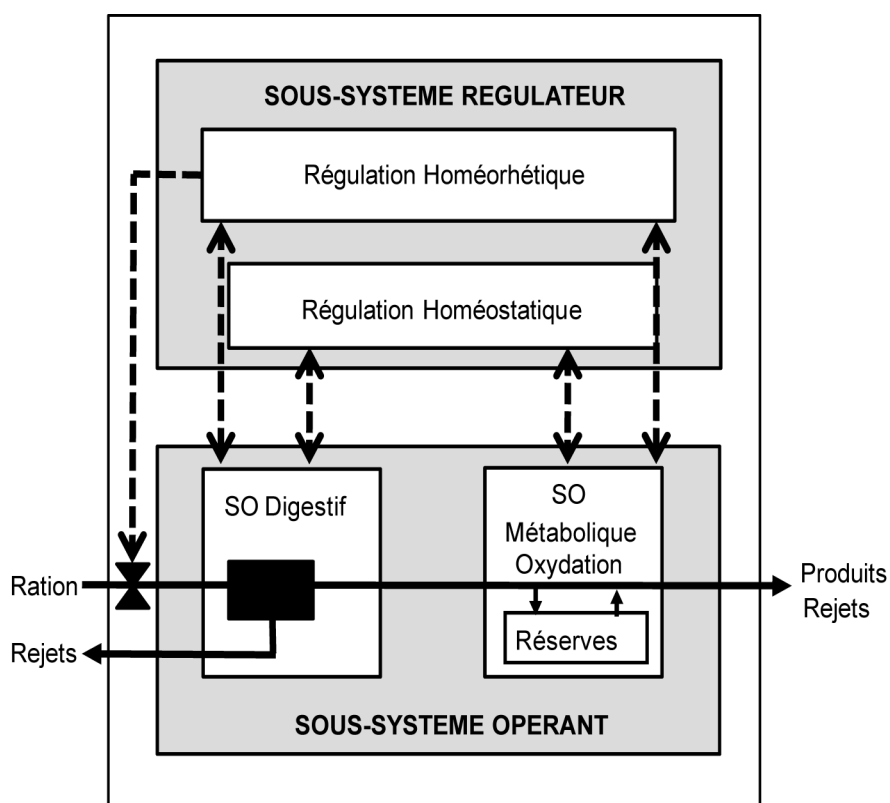 SOUS-SYSTEME REGULATEUR
Régulation Homéorhétique
Régulation Homéostatique
SO Digestif
SO
Métabolique
Oxydation
Ration
Produits
Rejets
Réserves
Rejets
SOUS-SYSTEME OPERANT